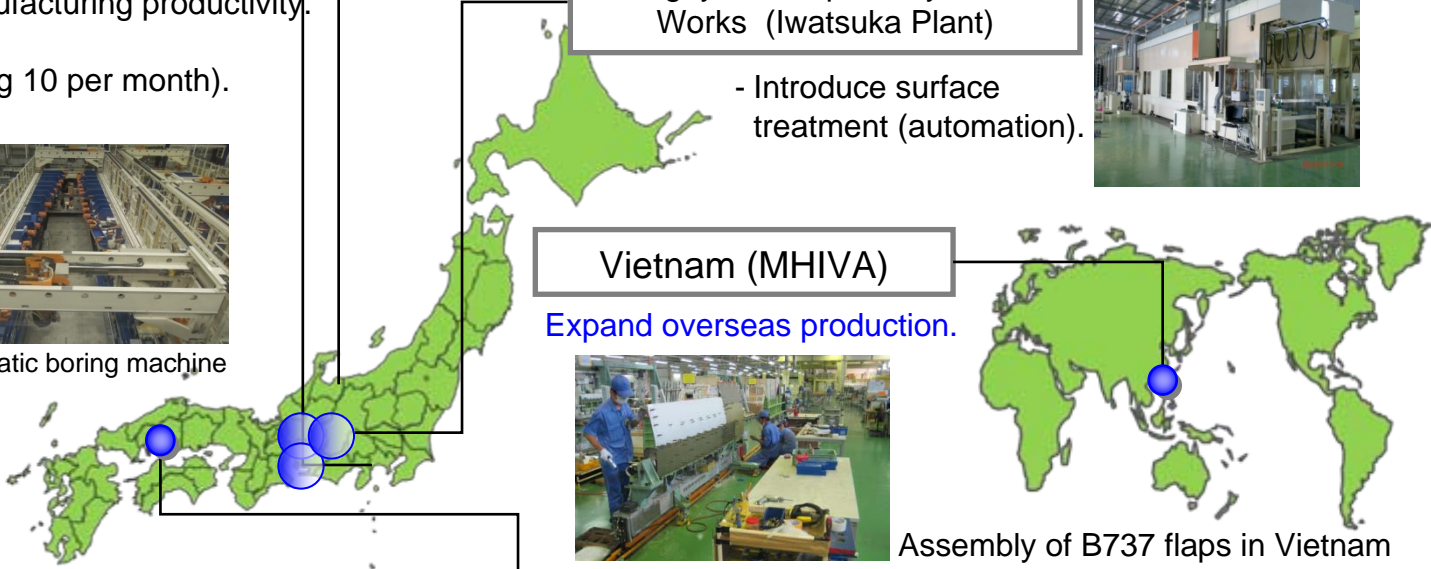 productivity.
g 10 per month).
Works (Iwatsuka Plant)
- Introduce surface
treatment (automation).
Vietnam (MHIVA)
Expand overseas production.
atic boring machine
Assembly of B737 flaps in Vietnam